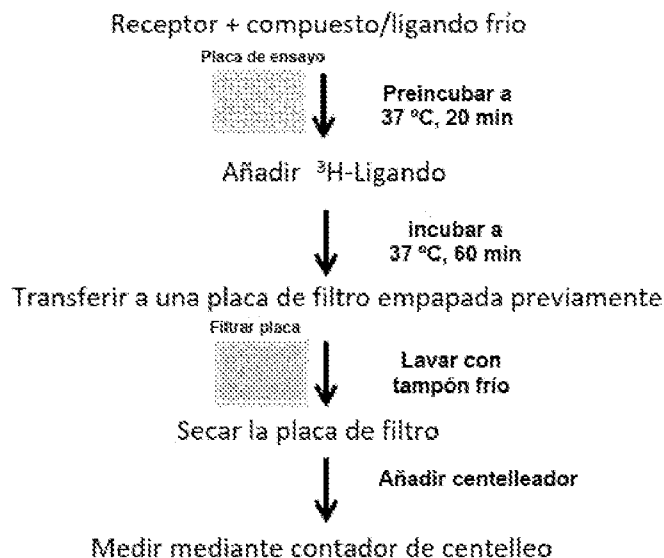 Receptor + compuesto/ligando frío
Placa de ensayo
Preincubar a
37 ºC, 20 min
Añadir ³H-Ligando
incubar a
37 ºC, 60 min
Transferir a una placa de filtro empapada previamente
Filtrar placa
Lavar con
tampón frío
Secar la placa de filtro
Añadir centelleador
Medir mediante contador de centelleo